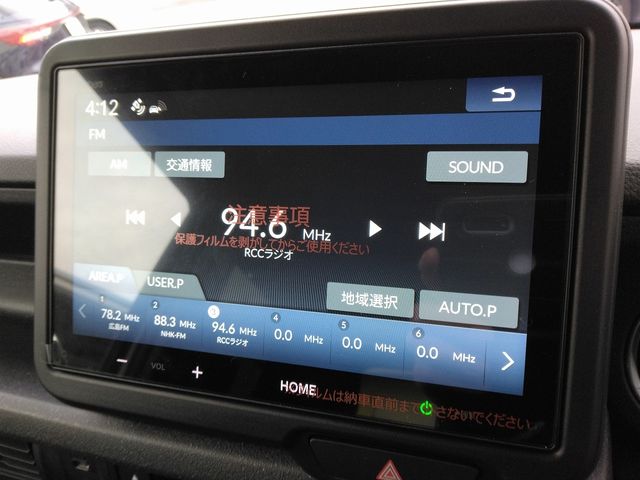 4:12
FM
AM 交通情報 SOUND
注意事項
94.6 MHz
保護フィルムを剥がしてからご使用ください
RCCラジオ
AREA.P USER.P 地域選択 AUTO.P
1 78.2 MHz 広島FM
2 88.3 MHz NHK-FM
3 94.6 MHz RCCラジオ
4 0.0 MHz
5 0.0 MHz
6 0.0 MHz
− VOL + HOME
フィルムは納車直前まで さないでください